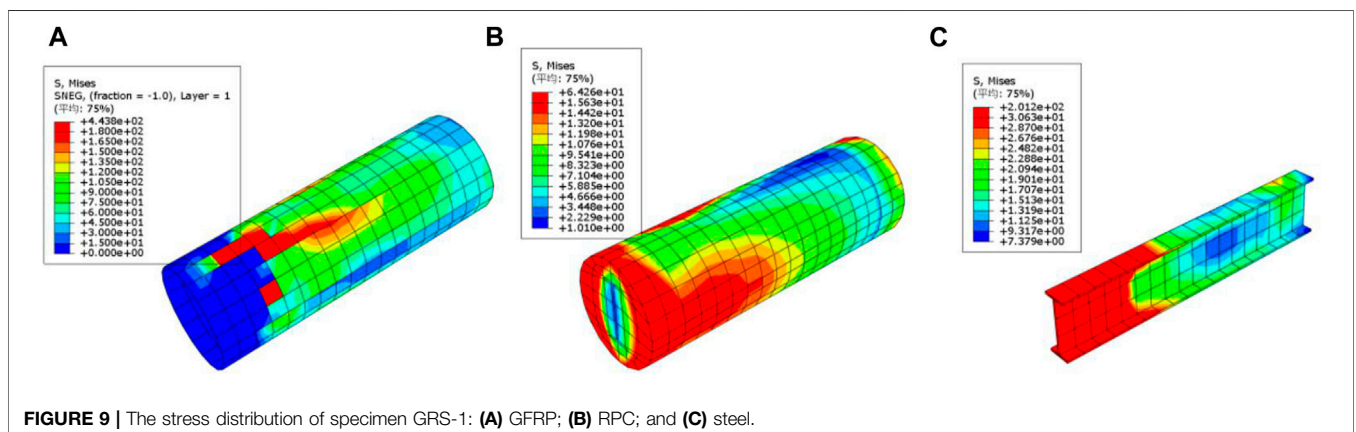 A
B
C
S, Mises
SNEG, (fraction = -1.0), Layer = 1
(平均: 75%)
+4.438e+02
+1.800e+02
+1.650e+02
+1.500e+02
+1.350e+02
+1.200e+02
+1.050e+02
+9.000e+01
+7.500e+01
+6.000e+01
+4.500e+01
+3.000e+01
+1.500e+01
+0.000e+00
S, Mises
(平均: 75%)
+6.426e+01
+1.563e+01
+1.442e+01
+1.320e+01
+1.198e+01
+1.076e+01
+9.541e+00
+8.323e+00
+7.104e+00
+5.885e+00
+4.666e+00
+3.448e+00
+2.229e+00
+1.010e+00
S, Mises
(平均: 75%)
+2.012e+02
+3.063e+01
+2.870e+01
+2.676e+01
+2.482e+01
+2.288e+01
+2.094e+01
+1.901e+01
+1.707e+01
+1.513e+01
+1.319e+01
+1.125e+01
+9.317e+00
+7.379e+00
FIGURE 9 | The stress distribution of specimen GRS-1: (A) GFRP; (B) RPC; and (C) steel.